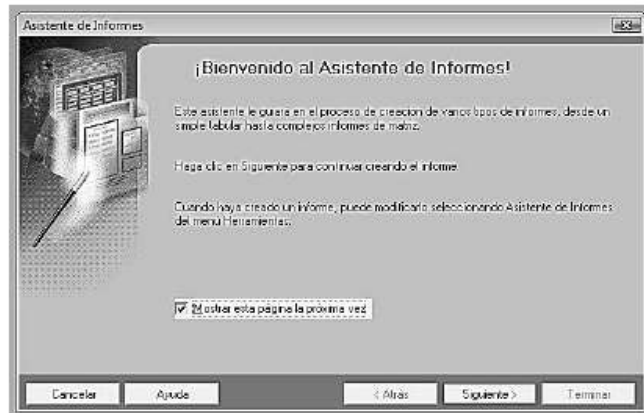 Asistente de Informes
¡Bienvenido al Asistente de Informes!
Este asistente le guiara en el proceso de creacion de varios tipos de informes, desde un
simple tabular hasta complejos informes de matriz.
Haga clic en Siguiente para continuar creando el informe
Cuando haya creado un informe, puede modificarlo seleccionando Asistente de Informes
del menu Herramientas.
Mostrar esta página la próxima vez
Cancelar
Ayuda
< Atrás
Siguiente >
Terminar